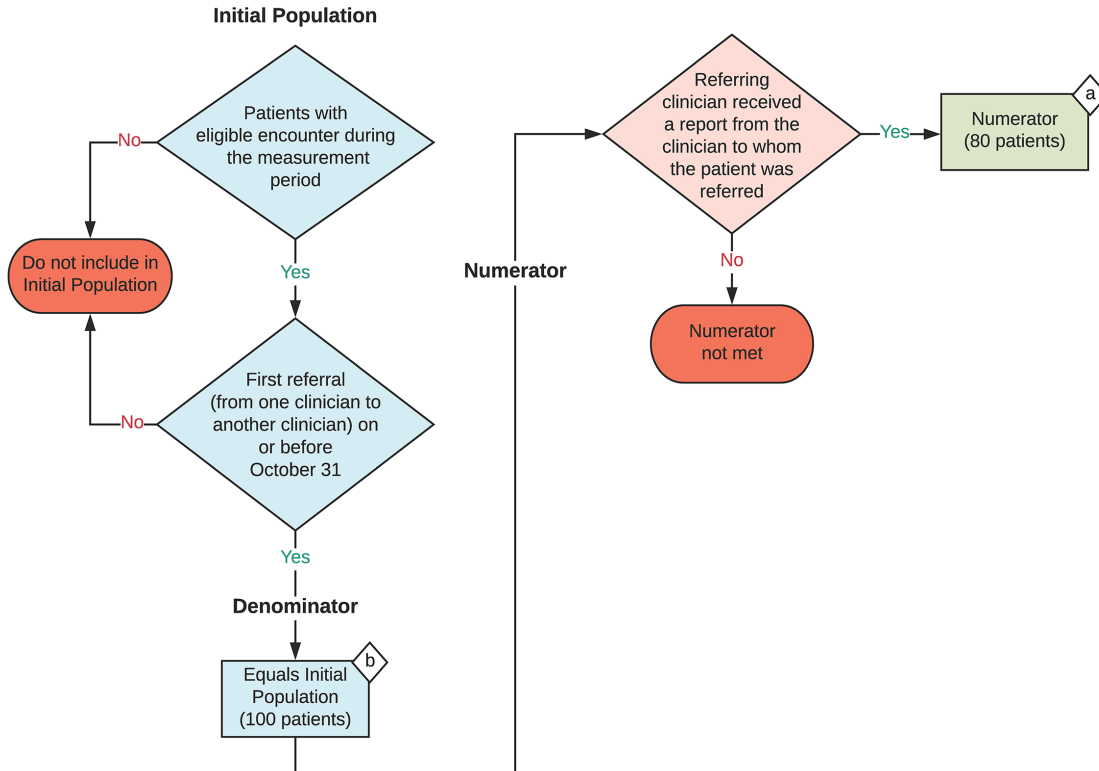 Initial Population
Patients with
eligible encounter during
the measurement
period
No
Do not include in
Initial Population
Yes
First referral
(from one clinician to
another clinician) on
or before
October 31
No
Yes
Denominator
b
Equals Initial
Population
(100 patients)
Numerator
Referring
clinician received
a report from the
clinician to whom
the patient was
referred
Yes
a
Numerator
(80 patients)
No
Numerator
not met